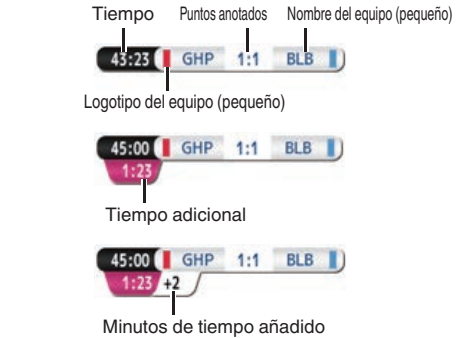 Tiempo Puntos anotados Nombre del equipo (pequeño)
43:23 GHP 1:1 BLB
Logotipo del equipo (pequeño)
45:00 GHP 1:1 BLB
1:23
Tiempo adicional
45:00 GHP 1:1 BLB
1:23 +2
Minutos de tiempo añadido